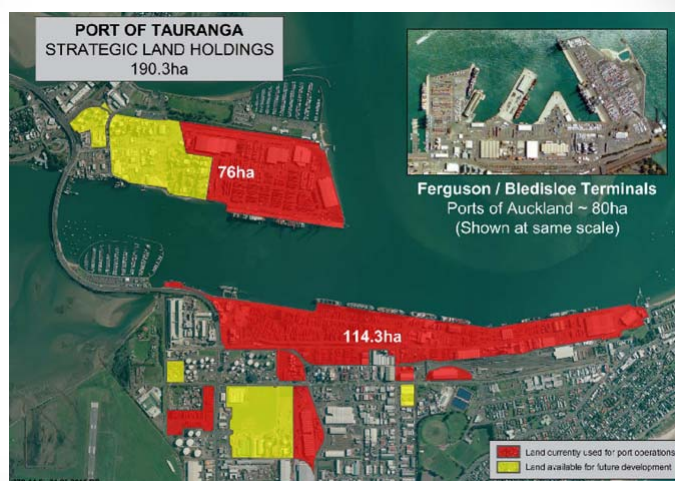 PORT OF TAURANGA
STRATEGIC LAND HOLDINGS
190.3ha
76ha
Ferguson / Bledisloe Terminals
Ports of Auckland ~ 80ha
(Shown at same scale)
114.3ha
Land currently used for port operations
Land available for future development